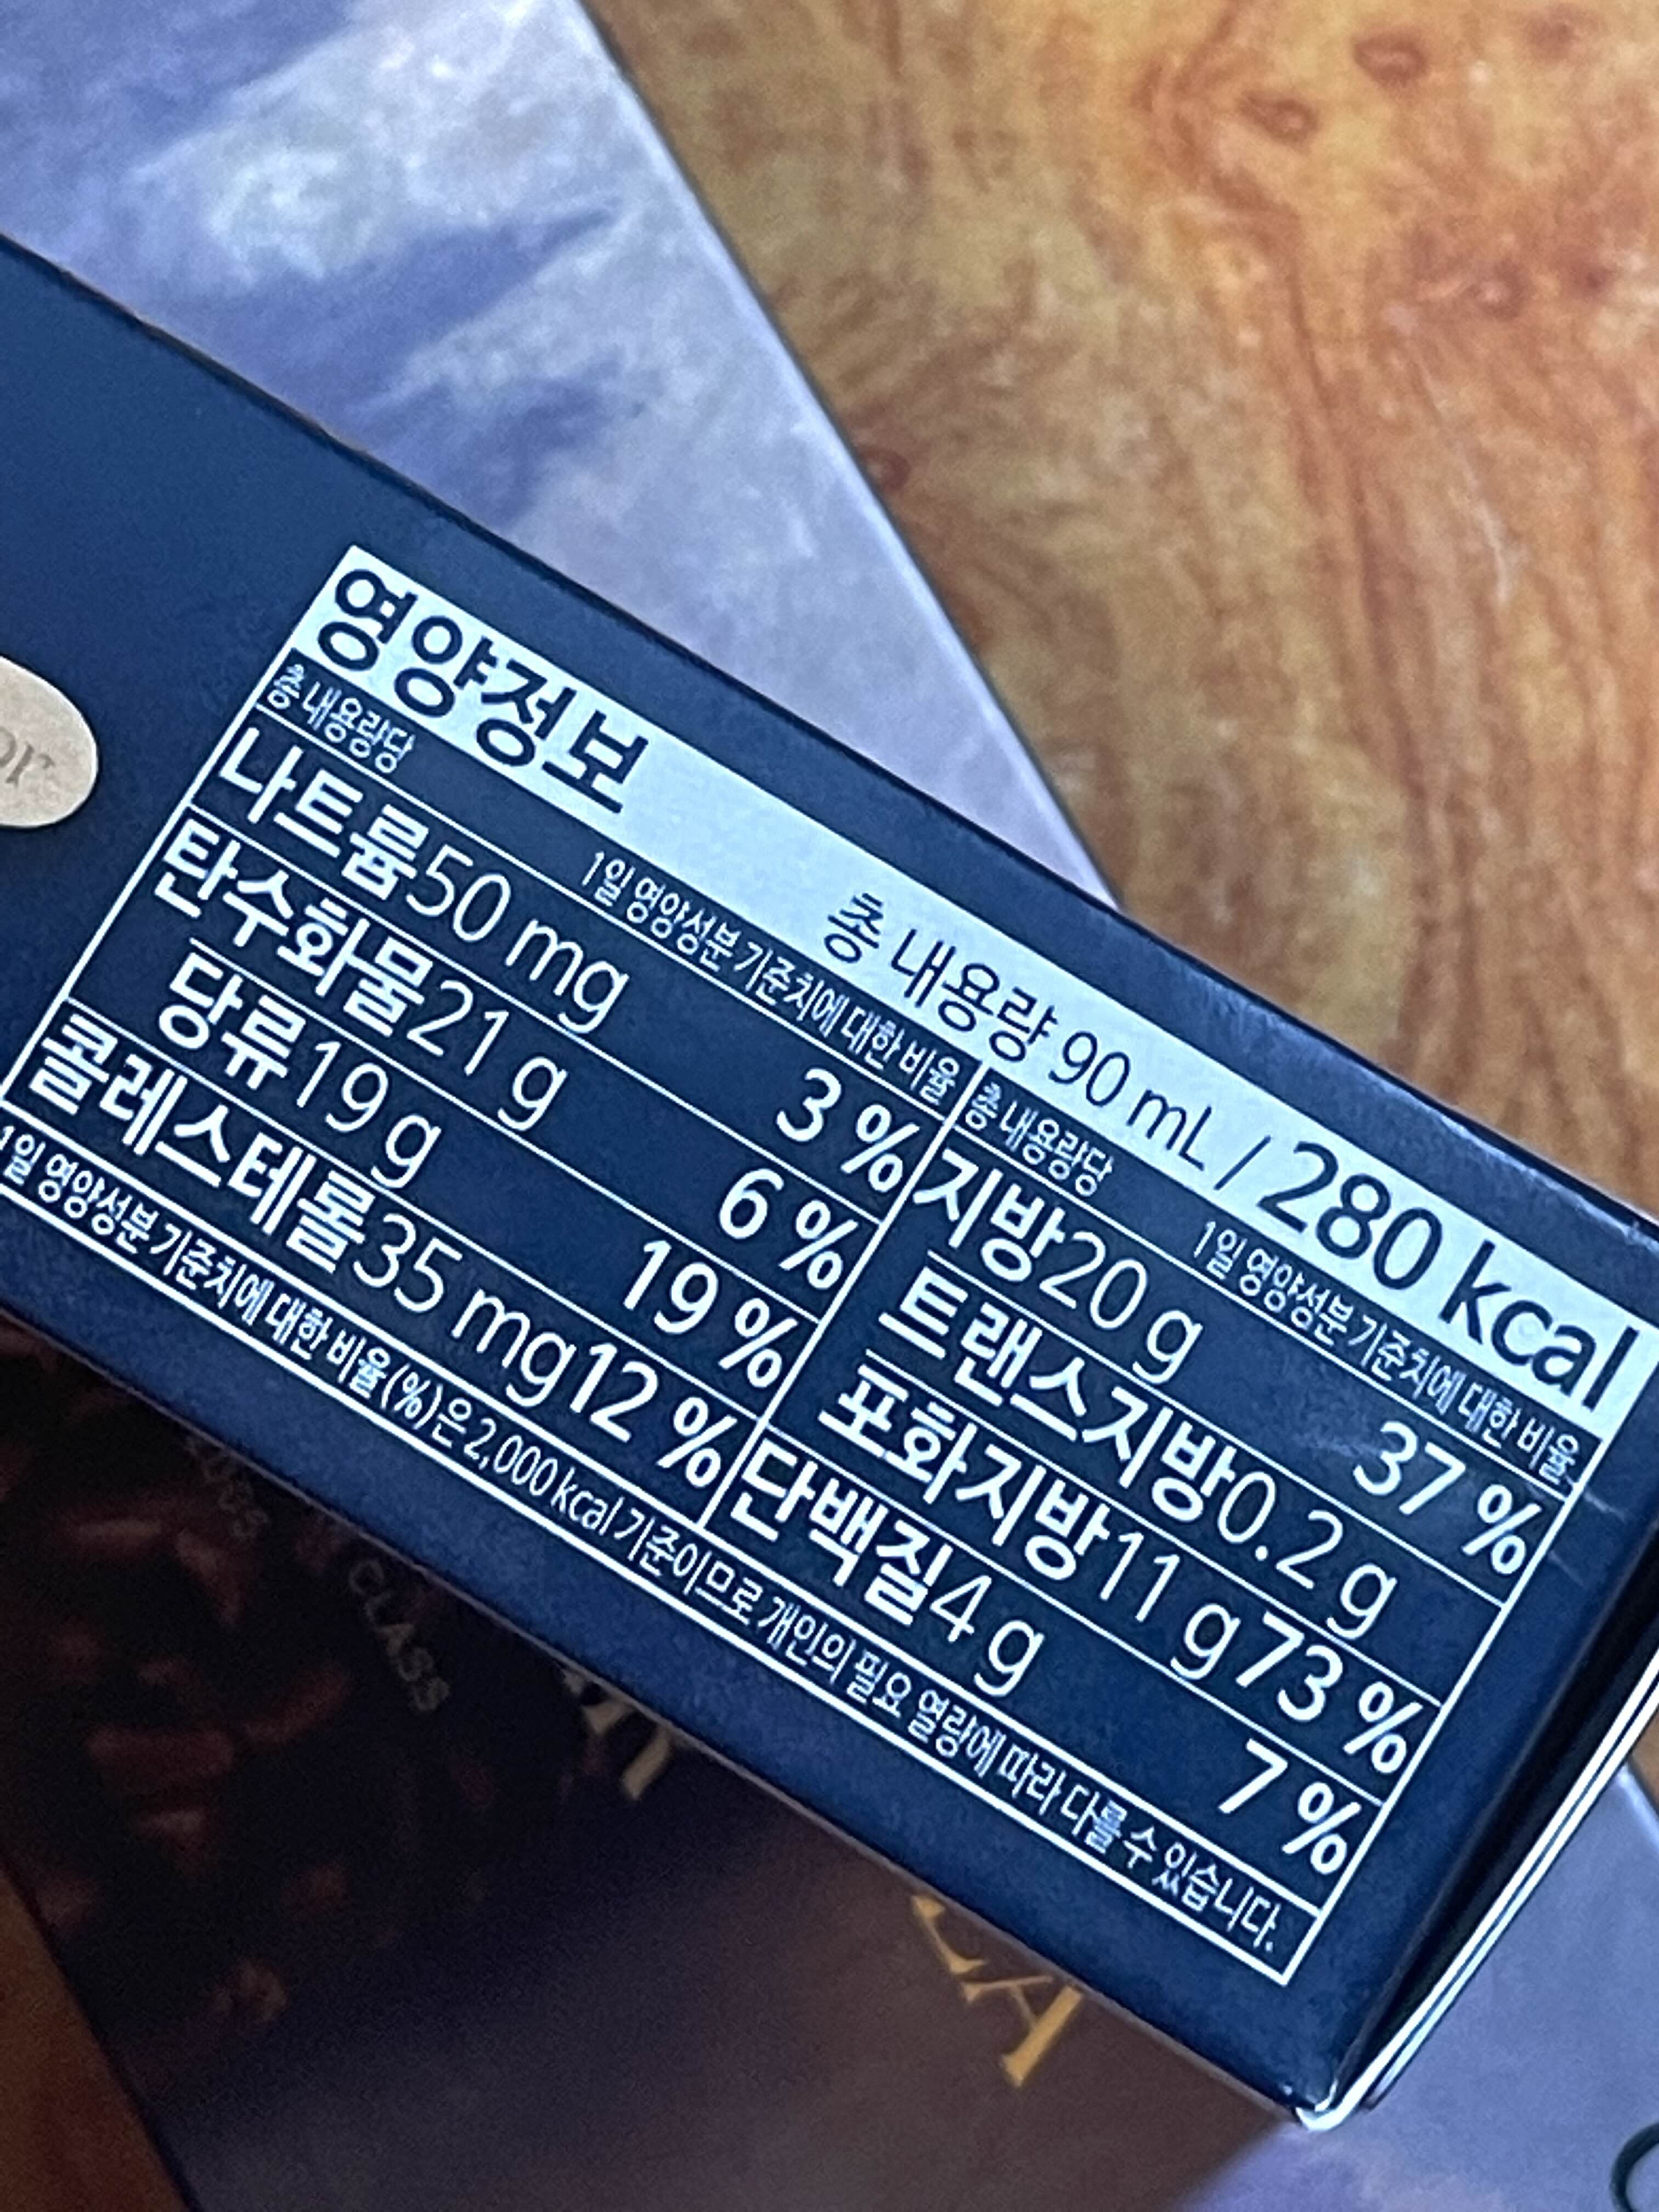 영양정보
총 내용량 90 mL / 280 kcal
총 내용량당 1일 영양성분 기준치에 대한 비율
나트륨 50 mg 3 %
탄수화물 21 g 6 %
당류 19 g 19 %
콜레스테롤 35 mg 12 %
총 내용량당 1일 영양성분 기준치에 대한 비율
지방 20 g 37 %
트랜스지방 0.2 g
포화지방 11 g 73 %
단백질 4 g 7 %
1일 영양성분 기준치에 대한 비율(%)은 2,000 kcal 기준이므로 개인의 필요 열량에 따라 다를 수 있습니다.
CLASS